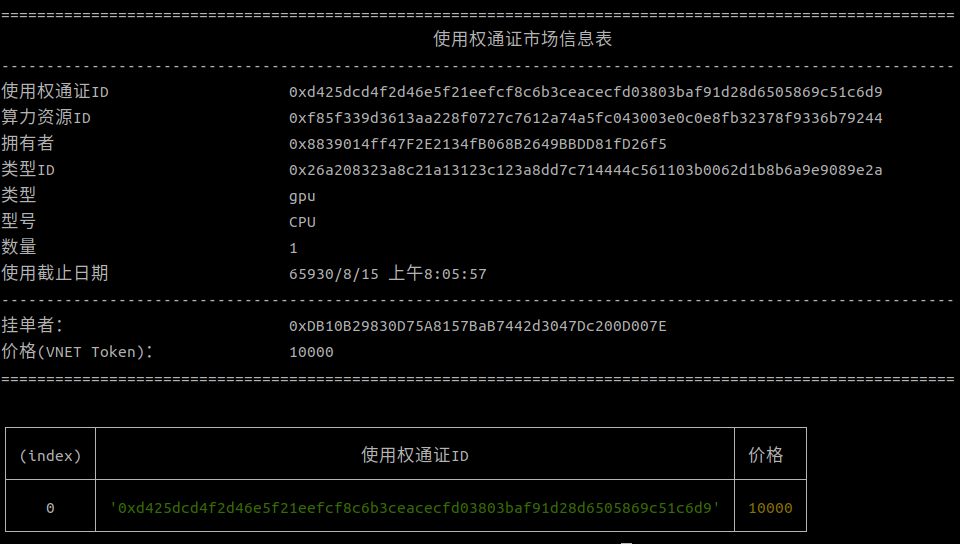 使用权通证市场信息表
使用权通证ID 0xd425dcd4f2d46e5f21eefcf8c6b3ceacecfd03803baf91d28d6505869c51c6d9
算力资源ID 0xf85f339d3613aa228f0727c7612a74a5fc043003e0c0e8fb32378f9336b79244
拥有者 0x8839014ff47F2E2134fB068B2649BBDD81fD26f5
类型ID 0x26a208323a8c21a13123c123a8dd7c714444c561103b0062d1b8b6a9e9089e2a
类型 gpu
型号 CPU
数量 1
使用截止日期 65930/8/15 上午8:05:57
挂单者： 0xDB10B29830D75A8157BaB7442d3047Dc200D007E
价格(VNET Token)： 10000
(index) 使用权通证ID 价格
0 '0xd425dcd4f2d46e5f21eefcf8c6b3ceacecfd03803baf91d28d6505869c51c6d9' 10000